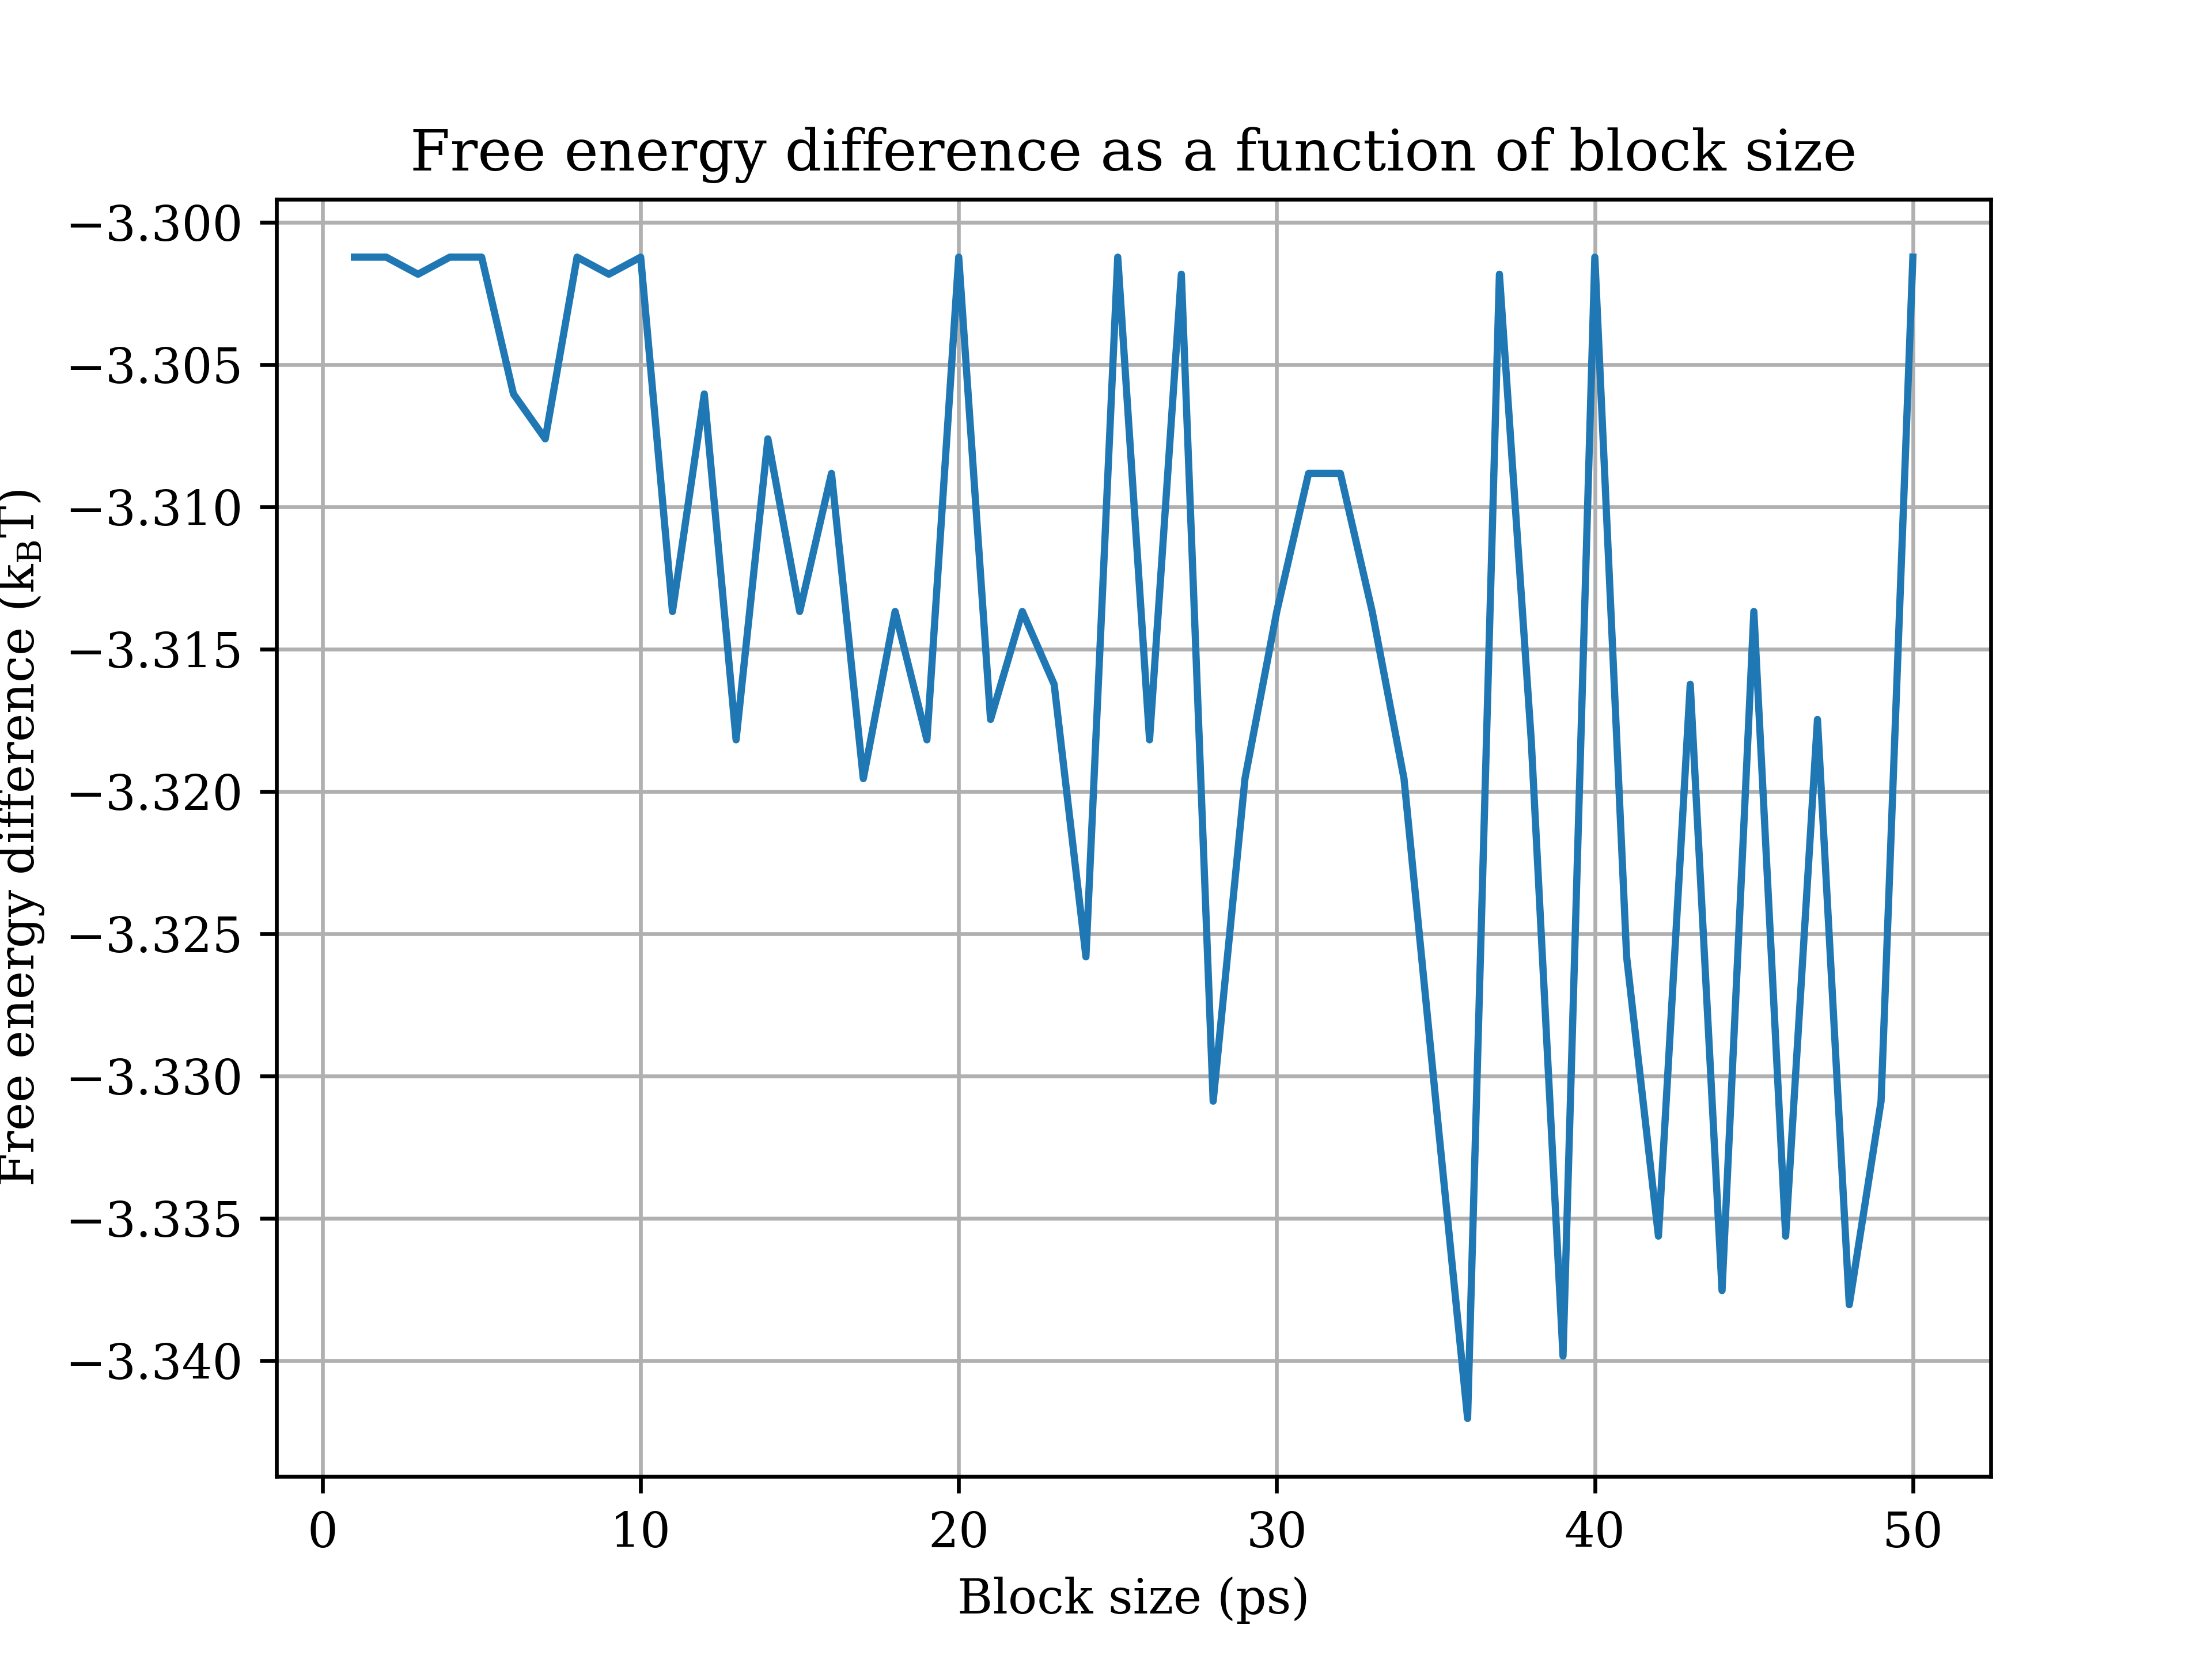 Free energy difference as a function of block size
−3.300
−3.305
−3.310
−3.315
−3.320
−3.325
−3.330
−3.335
−3.340
Free energy difference (kBT)
0 10 20 30 40 50
Block size (ps)